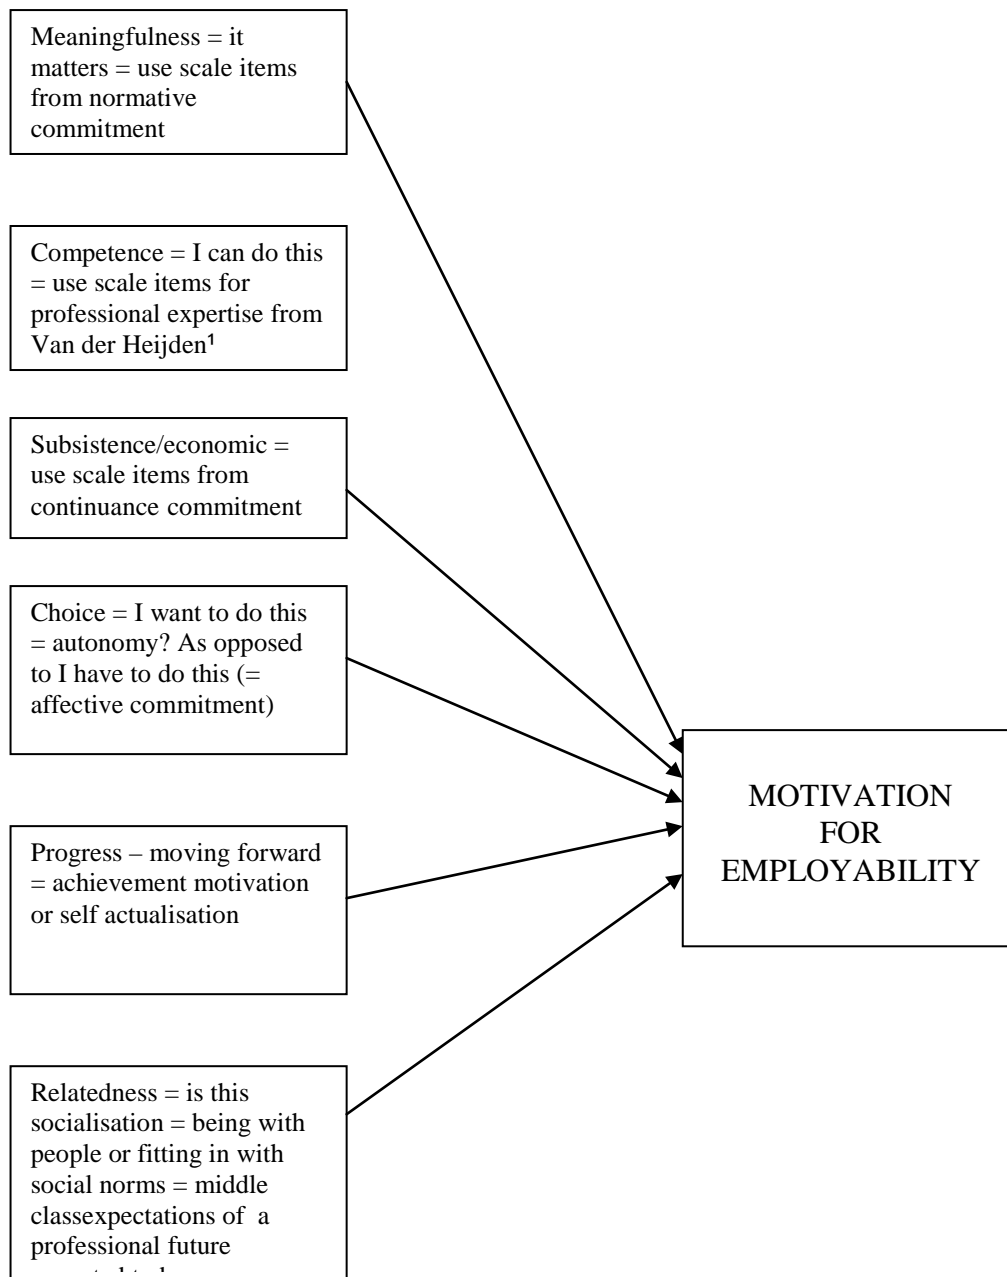 Meaningfulness = it
matters = use scale items
from normative
commitment
Competence = I can do this
= use scale items for
professional expertise from
Van der Heijden¹
Subsistence/economic =
use scale items from
continuance commitment
Choice = I want to do this
= autonomy? As opposed
to I have to do this (=
affective commitment)
Progress – moving forward
= achievement motivation
or self actualisation
Relatedness = is this
socialisation = being with
people or fitting in with
social norms = middle
classexpectations of a
professional future
MOTIVATION
FOR
EMPLOYABILITY